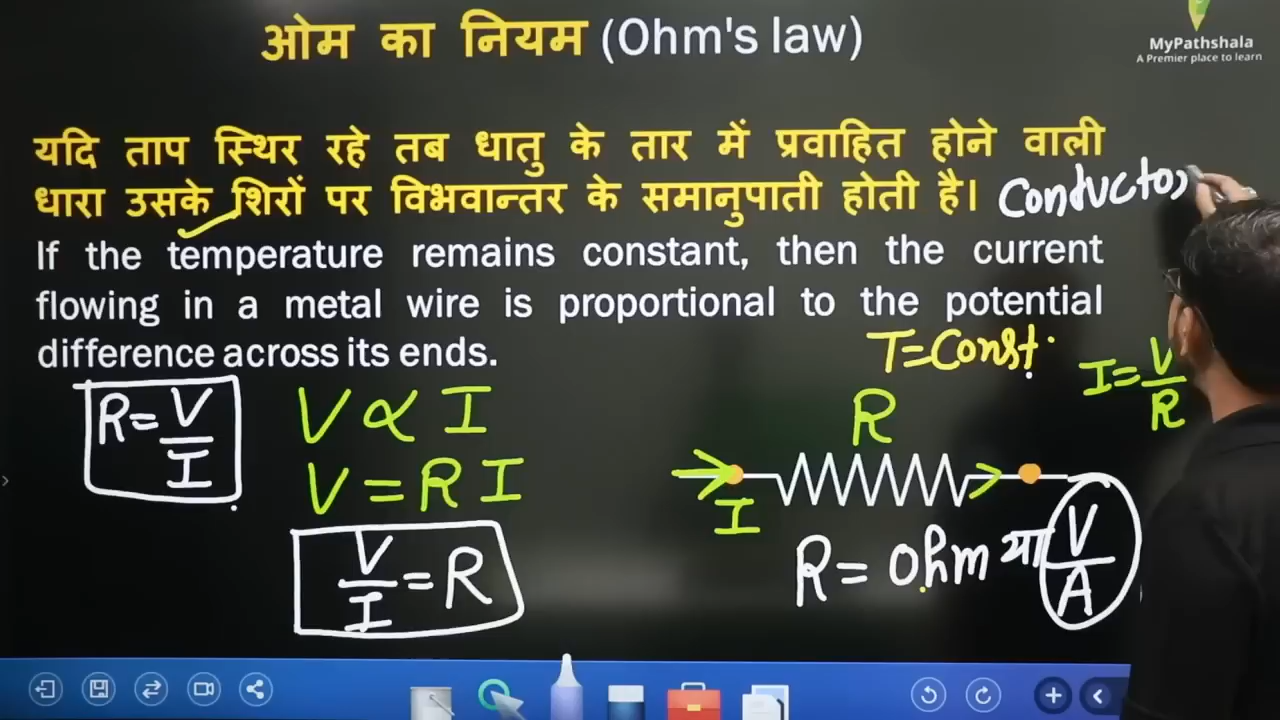 ओम का नियम (Ohm's law)
MyPathshala
A Premier place to learn
यदि ताप स्थिर रहे तब धातु के तार में प्रवाहित होने वाली
धारा उसके शिरों पर विभवान्तर के समानुपाती होती है। Conductor
If the temperature remains constant, then the current
flowing in a metal wire is proportional to the potential
difference across its ends.
T=Const.
I=V/R
R=V/I
V ∝ I
R
V = R I
I
V/I=R
R= ohm या V/A